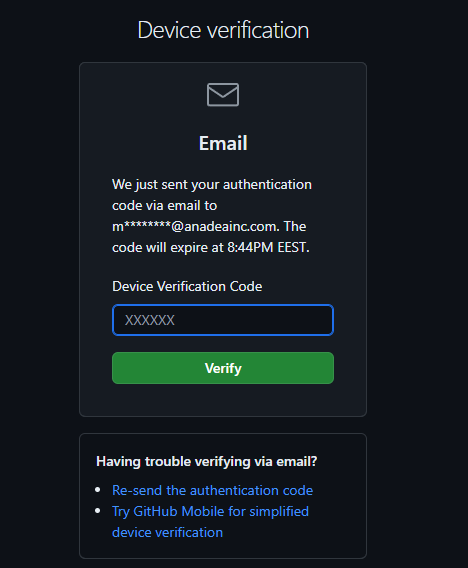 Device verification
Email
We just sent your authentication
code via email to
m********@anadeainc.com. The
code will expire at 8:44PM EEST.
Device Verification Code
XXXXXX
Verify
Having trouble verifying via email?
Re-send the authentication code
Try GitHub Mobile for simplified
device verification